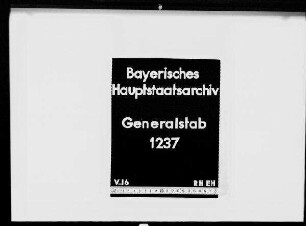 Bayerisches
Hauptstaatsarchiv
Generalstab
1237
V.16 RH EH